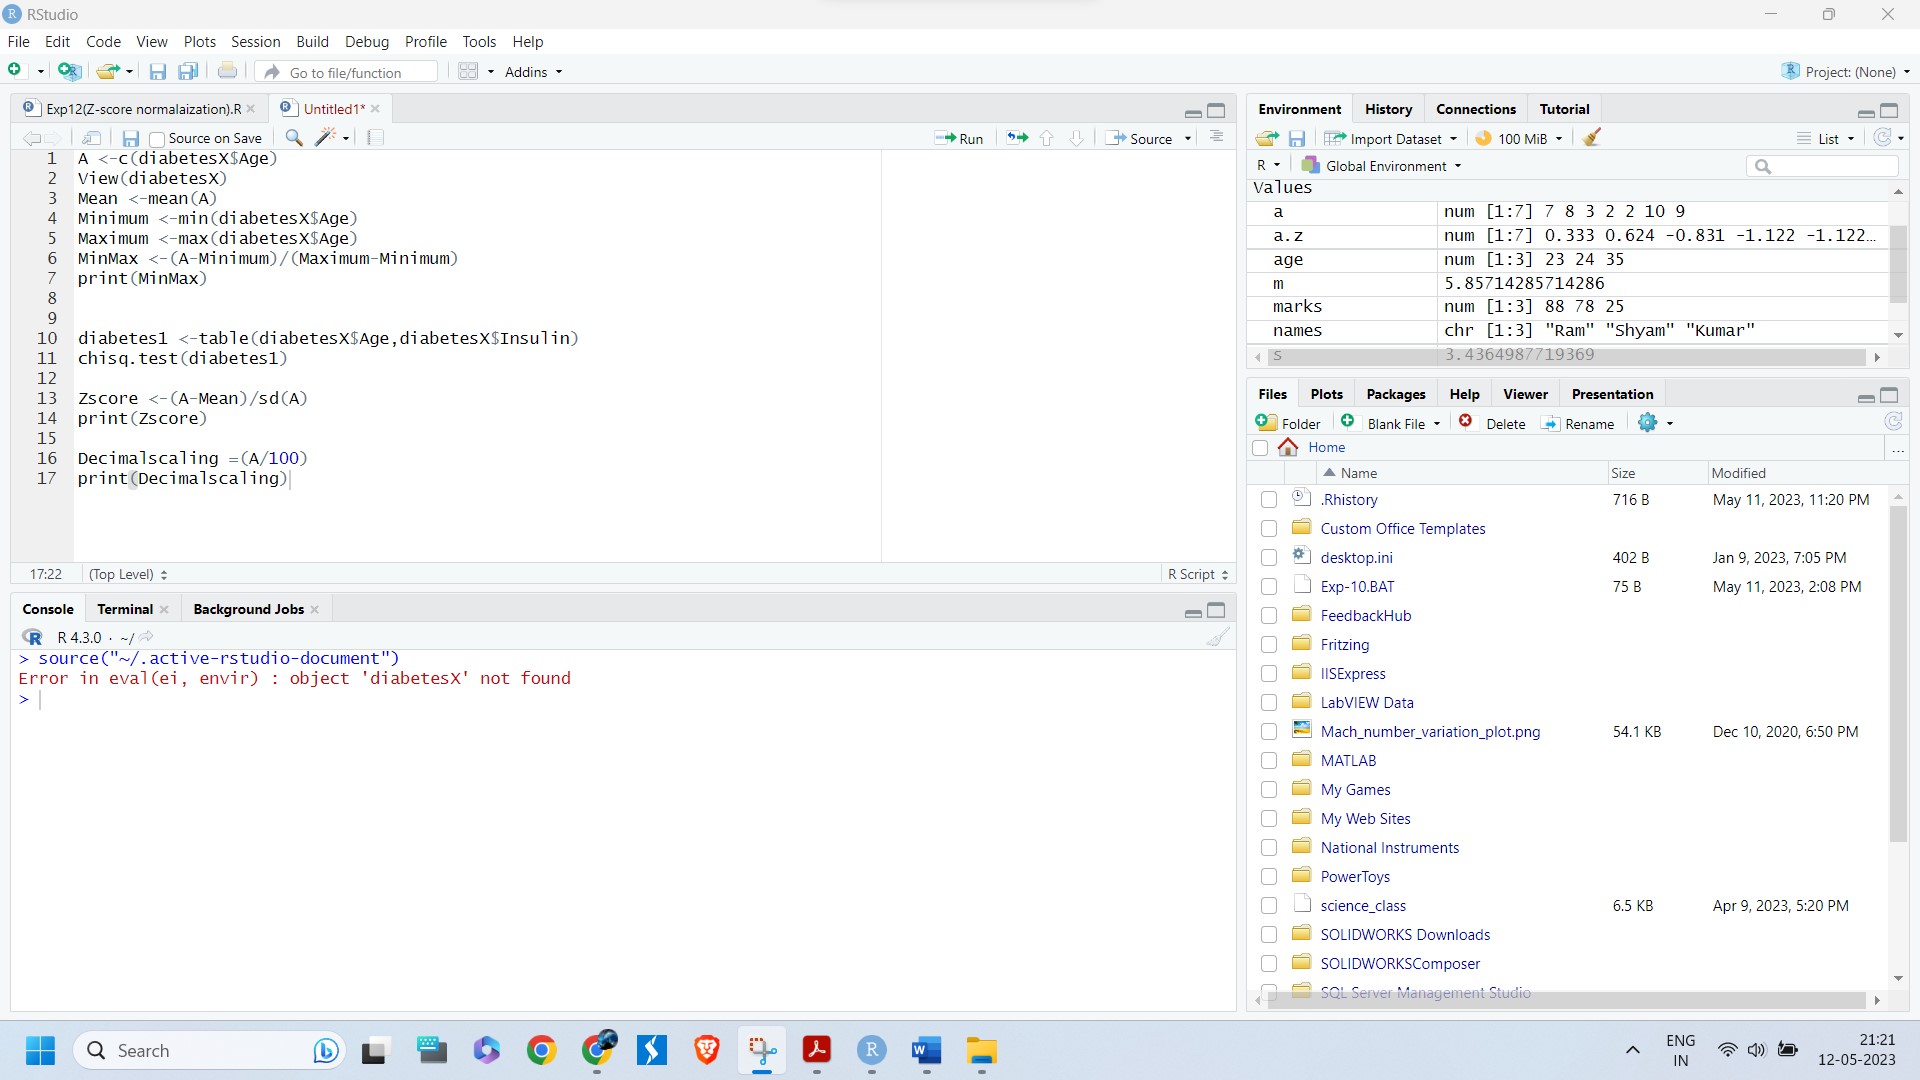 RStudio
File Edit Code View Plots Session Build Debug Profile Tools Help
Go to file/function Addins Project: (None)
Exp12(Z-score normalaization).R Untitled1*
Source on Save Run Source
1 A <-c(diabetesX$Age)
2 View(diabetesX)
3 Mean <-mean(A)
4 Minimum <-min(diabetesX$Age)
5 Maximum <-max(diabetesX$Age)
6 MinMax <-(A-Minimum)/(Maximum-Minimum)
7 print(MinMax)
8
9
10 diabetes1 <-table(diabetesX$Age,diabetesX$Insulin)
11 chisq.test(diabetes1)
12
13 Zscore <-(A-Mean)/sd(A)
14 print(Zscore)
15
16 Decimalscaling =(A/100)
17 print(Decimalscaling)
17:22 (Top Level) R Script
Console Terminal Background Jobs
R 4.3.0 · ~/
> source("~/.active-rstudio-document")
Error in eval(ei, envir) : object 'diabetesX' not found
>
Environment History Connections Tutorial
Import Dataset 100 MiB List
R Global Environment
Values
a num [1:7] 7 8 3 2 2 10 9
a.z num [1:7] 0.333 0.624 -0.831 -1.122 -1.122…
age num [1:3] 23 24 35
m 5.85714285714286
marks num [1:3] 88 78 25
names chr [1:3] "Ram" "Shyam" "Kumar"
s 3.4364987719369
Files Plots Packages Help Viewer Presentation
Folder Blank File Delete Rename
Home ...
Name Size Modified
.Rhistory 716 B May 11, 2023, 11:20 PM
Custom Office Templates
desktop.ini 402 B Jan 9, 2023, 7:05 PM
Exp-10.BAT 75 B May 11, 2023, 2:08 PM
FeedbackHub
Fritzing
IISExpress
LabVIEW Data
Mach_number_variation_plot.png 54.1 KB Dec 10, 2020, 6:50 PM
MATLAB
My Games
My Web Sites
National Instruments
PowerToys
science_class 6.5 KB Apr 9, 2023, 5:20 PM
SOLIDWORKS Downloads
SOLIDWORKSComposer
SQL Server Management Studio
Search
ENG
IN
21:21
12-05-2023